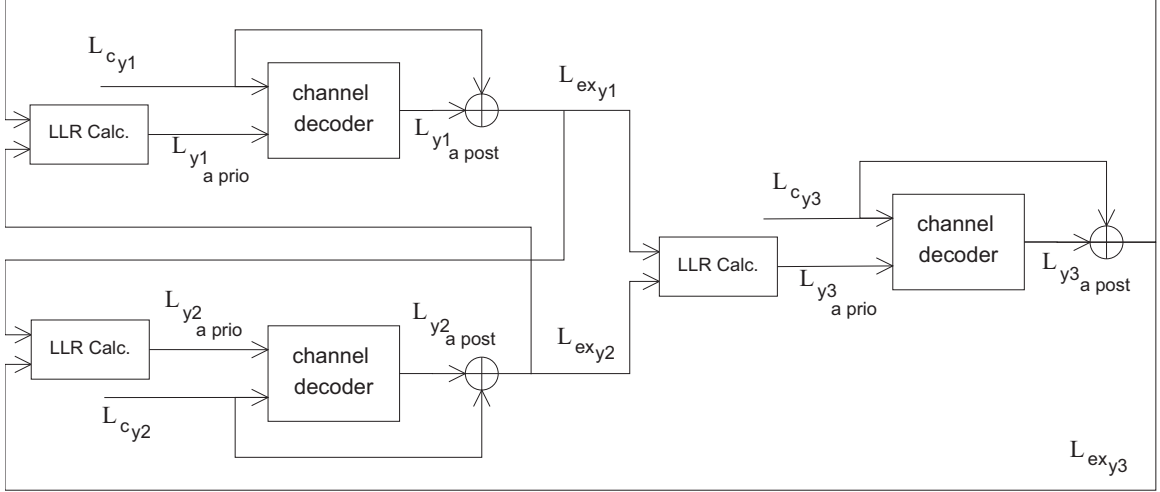 L c y1
channel
decoder
LLR Calc.
L y1 a prio
L y1 a post
L ex y1
L c y3
channel
decoder
LLR Calc.
L y3 a prio
L y3 a post
L y2 a prio
L y2 a post
LLR Calc.
channel
decoder
L ex y2
L c y2
L ex y3